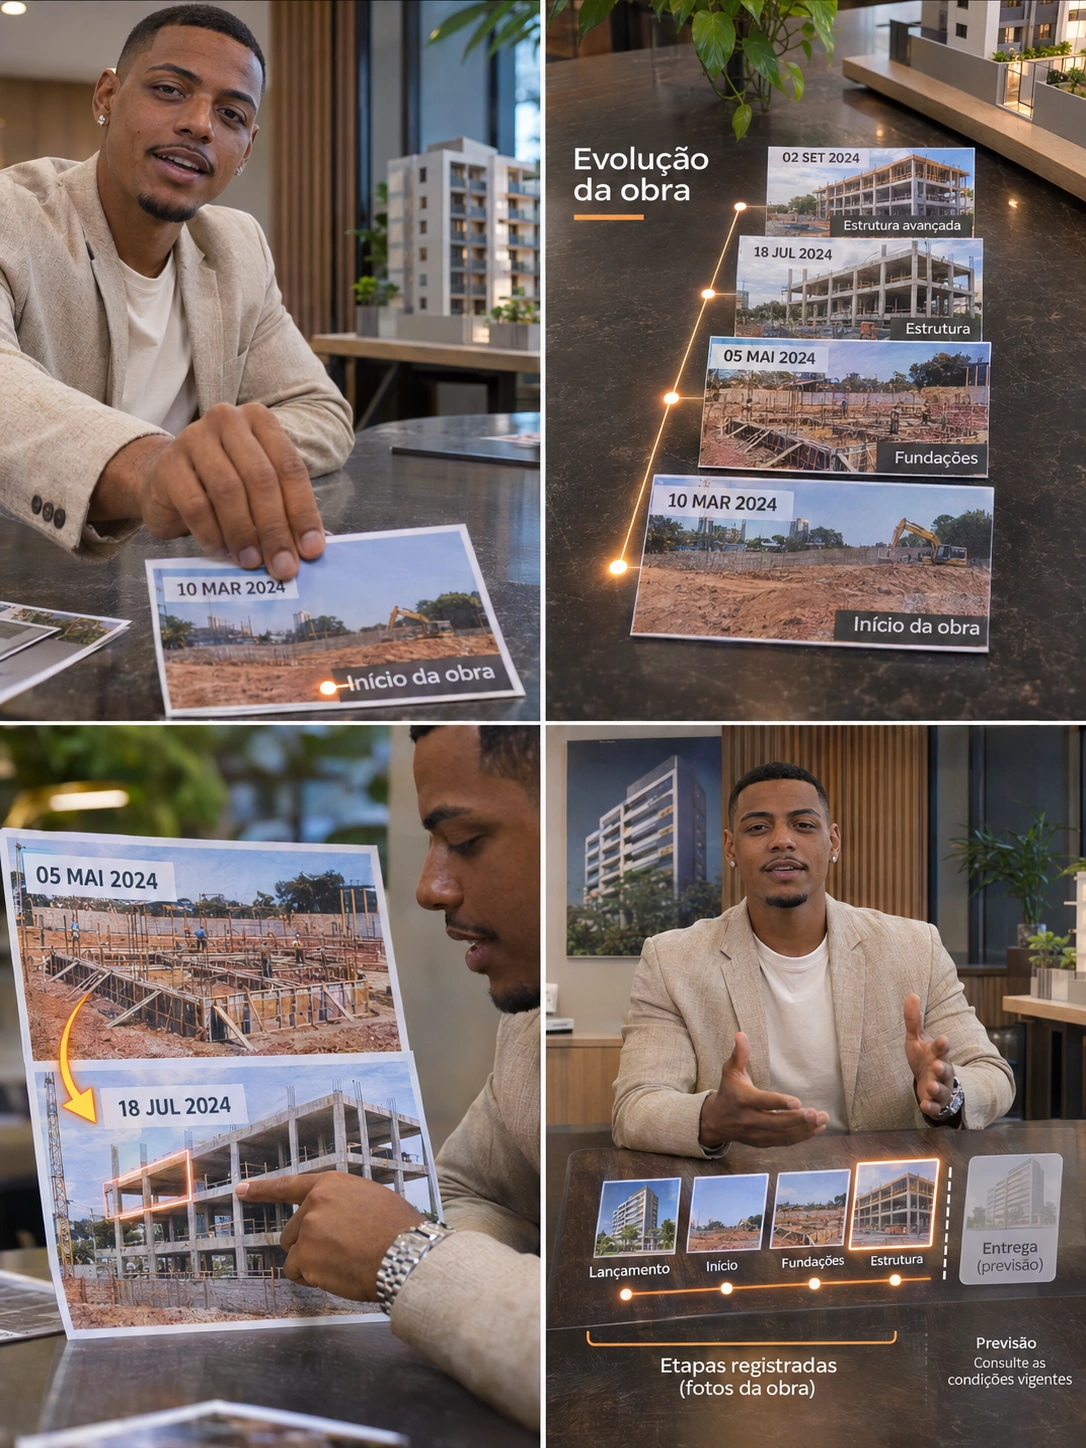 10 MAR 2024
Início da obra
Evolução
da obra
02 SET 2024
Estrutura avançada
18 JUL 2024
Estrutura
05 MAI 2024
Fundações
10 MAR 2024
Início da obra
05 MAI 2024
18 JUL 2024
Lançamento
Início
Fundações
Estrutura
Entrega
(previsão)
Etapas registradas
(fotos da obra)
Previsão
Consulte as
condições vigentes